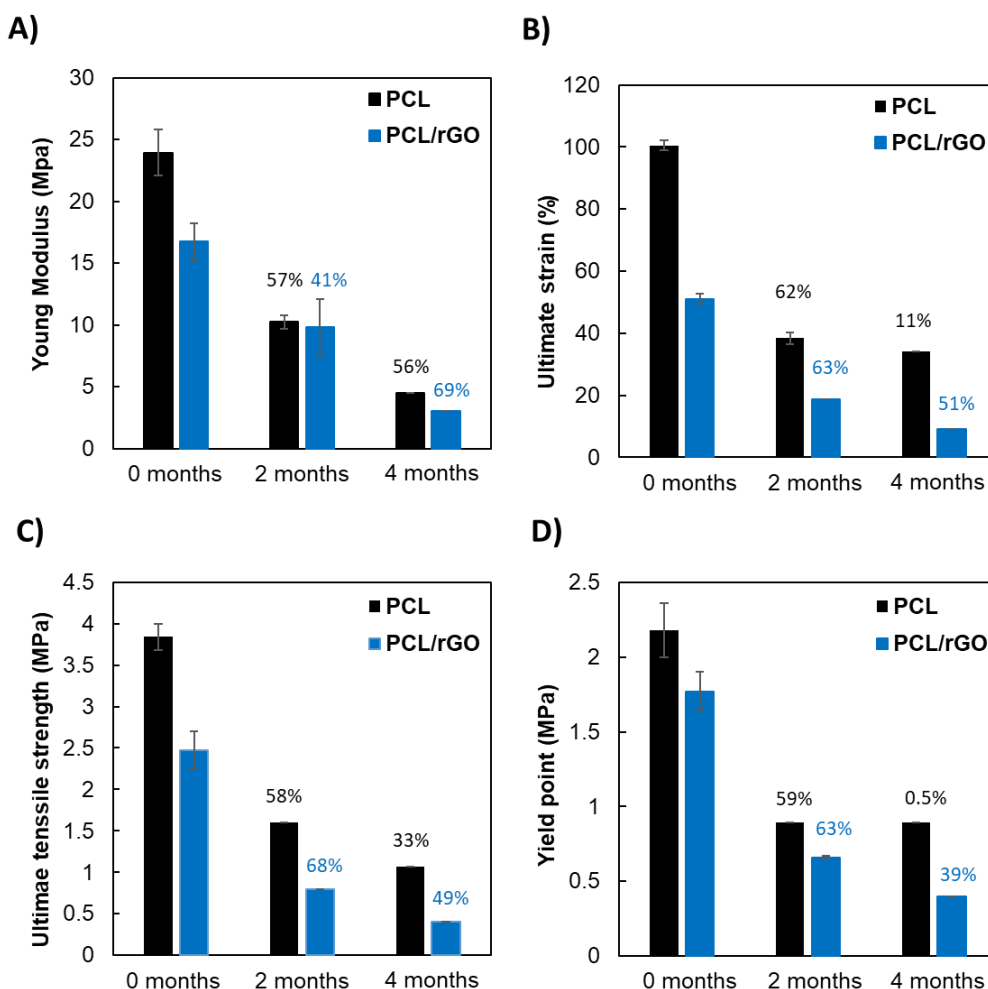 A)
Young Modulus (Mpa)
30
25
20
15
10
5
0
PCL
PCL/rGO
57%
41%
56%
69%
0 months
2 months
4 months
B)
Ultimate strain (%)
120
100
80
60
40
20
0
PCL
PCL/rGO
62%
63%
11%
51%
0 months
2 months
4 months
C)
Ultimae tenssile strength (MPa)
4.5
4
3.5
3
2.5
2
1.5
1
0.5
0
PCL
PCL/rGO
58%
68%
33%
49%
0 months
2 months
4 months
D)
Yield point (MPa)
2.5
2
1.5
1
0.5
0
PCL
PCL/rGO
59%
63%
0.5%
39%
0 months
2 months
4 months